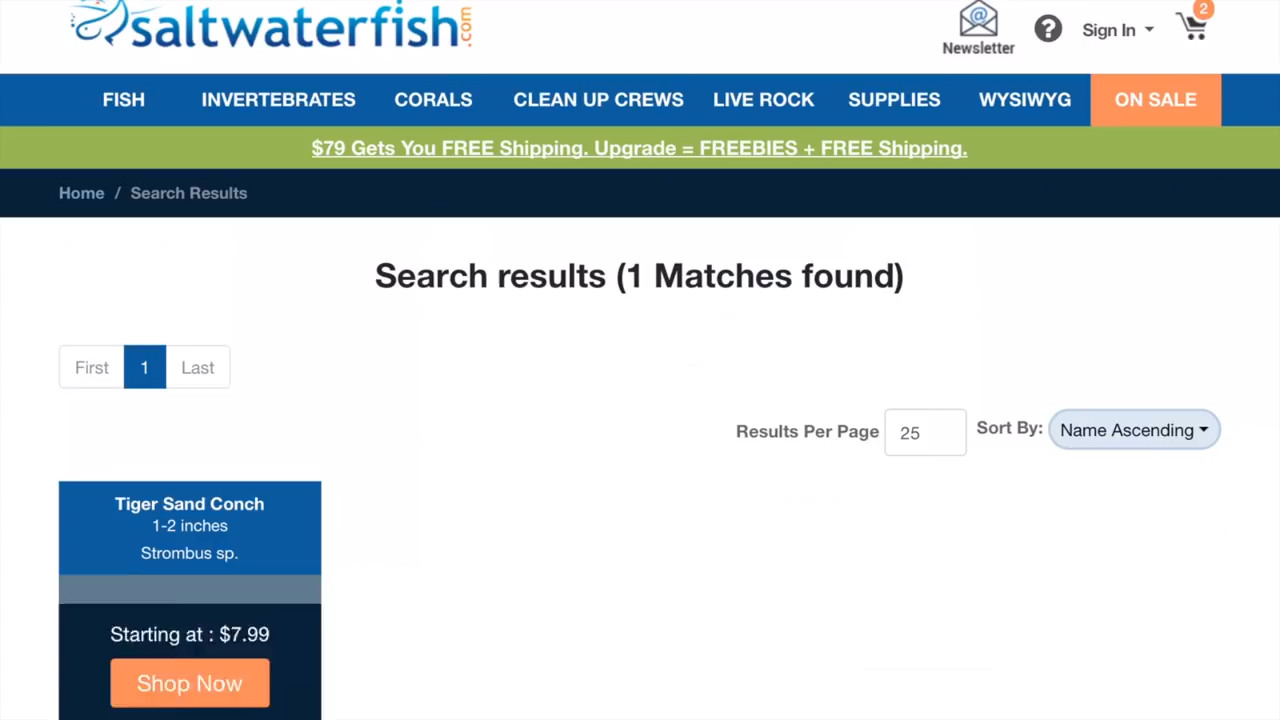 saltwaterfish.com
Newsletter
?
Sign In
2
FISH INVERTEBRATES CORALS CLEAN UP CREWS LIVE ROCK SUPPLIES WYSIWYG ON SALE
$79 Gets You FREE Shipping. Upgrade = FREEBIES + FREE Shipping.
Home / Search Results
Search results (1 Matches found)
First 1 Last
Results Per Page 25 Sort By: Name Ascending
Tiger Sand Conch
1-2 inches
Strombus sp.
Starting at : $7.99
Shop Now